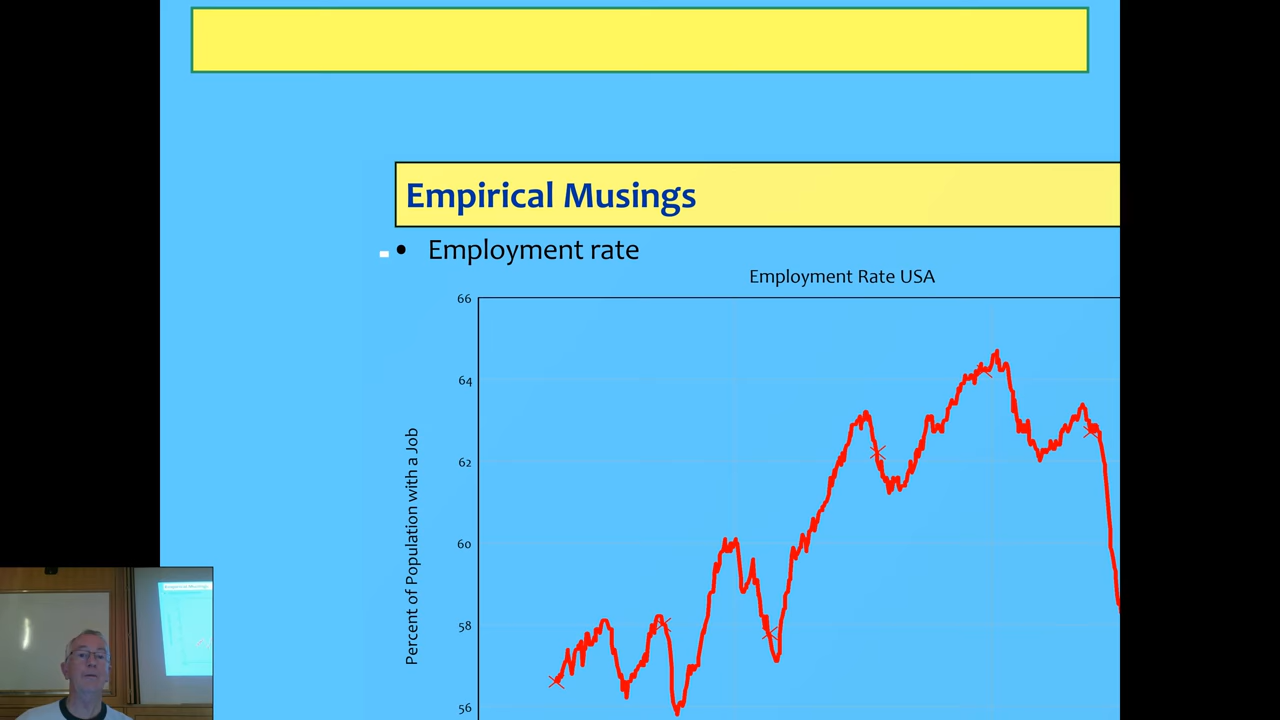 Empirical Musings
• Employment rate
Employment Rate USA
66
64
62
60
58
56
Percent of Population with a Job